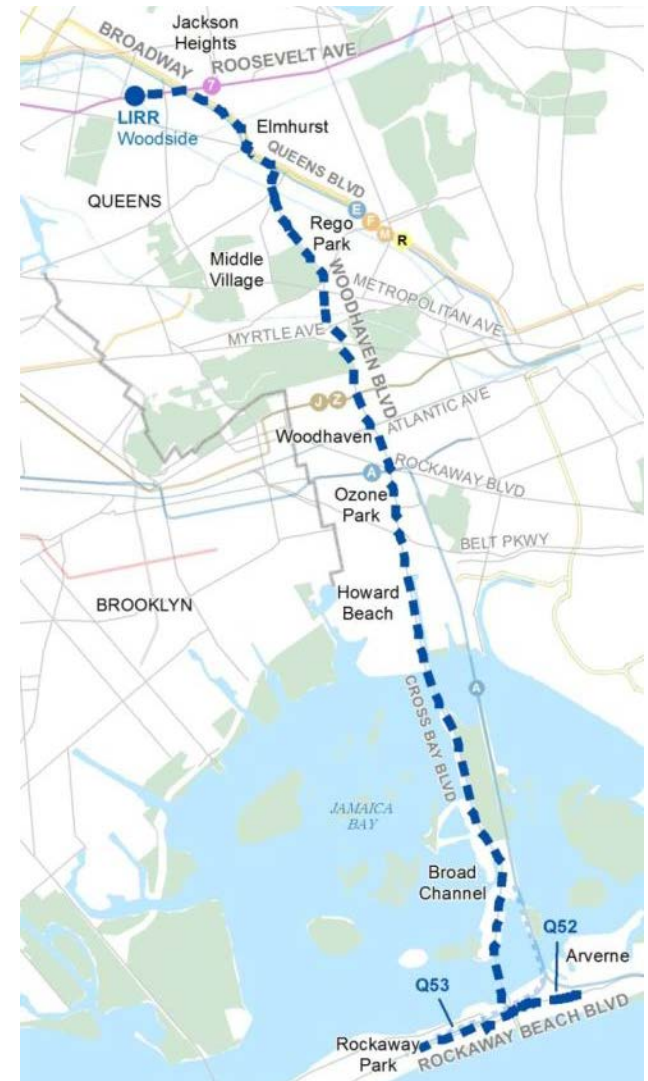 Jackson
Heights
BROADWAY
ROOSEVELT AVE
7
LIRR
Woodside
Elmhurst
QUEENS BLVD
QUEENS
E
F
M
R
Rego
Park
Middle
Village
WOODHAVEN BLVD
METROPOLITAN AVE
MYRTLE AVE
J
Z
ATLANTIC AVE
Woodhaven
A
ROCKAWAY BLVD
Ozone
Park
BELT PKWY
Howard
Beach
BROOKLYN
CROSS BAY BLVD
A
JAMAICA
BAY
Broad
Channel
Q52
Arverne
Q53
Rockaway
Park
ROCKAWAY BEACH BLVD